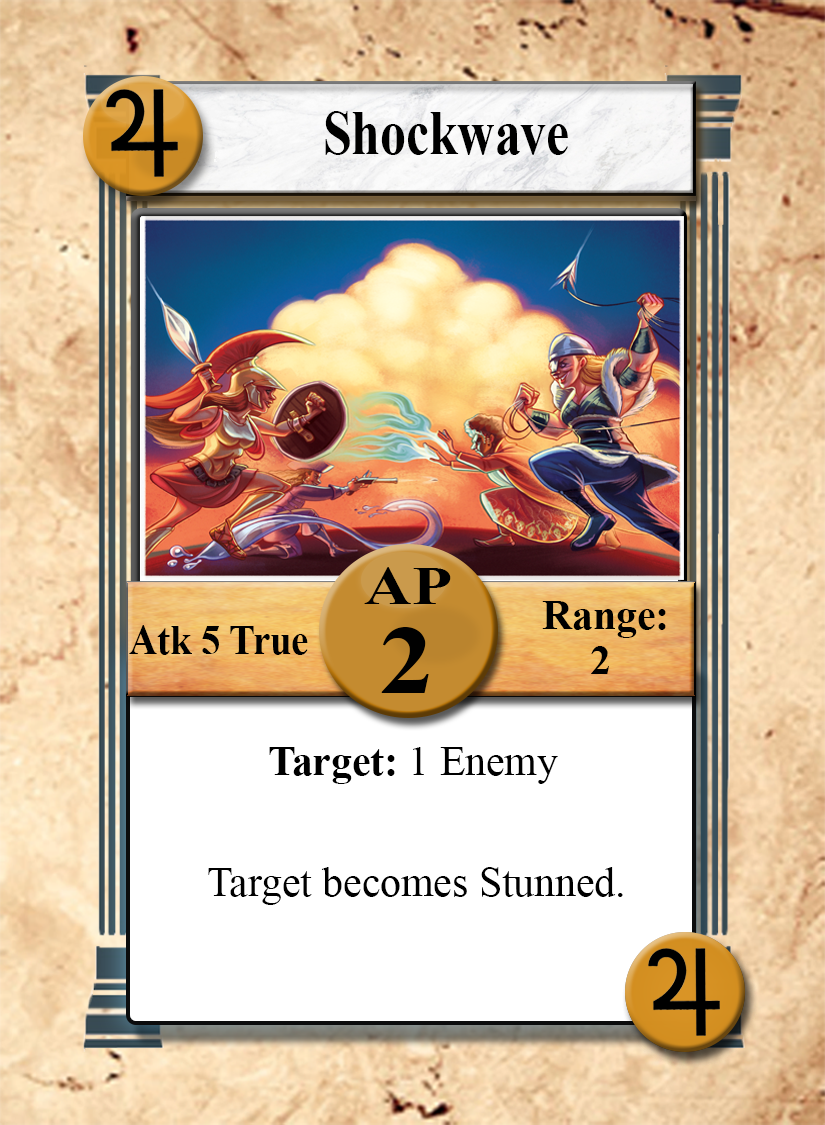 ♃
Shockwave
Atk 5 True
AP
2
Range:
2
Target: 1 Enemy
Target becomes Stunned.
♃